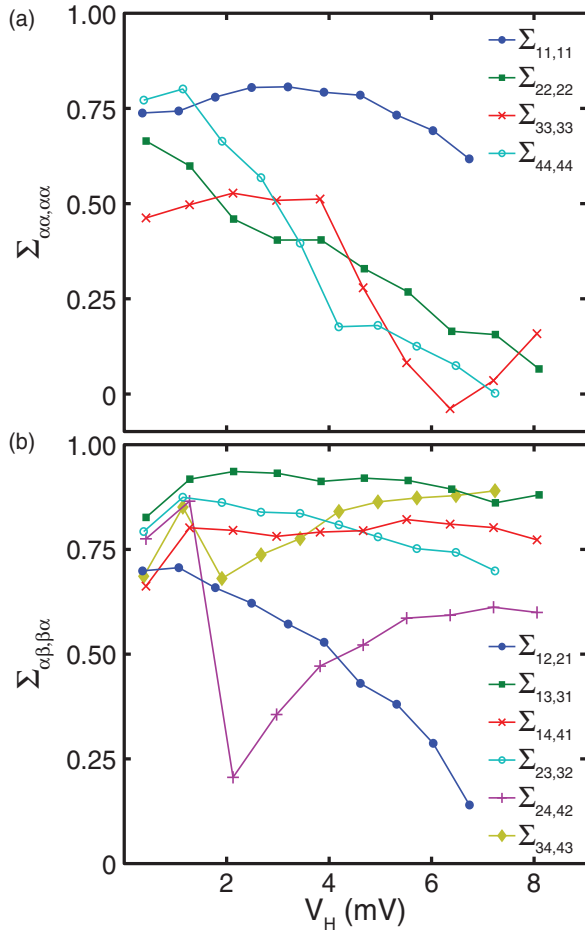 (a)
1.00
0.75
0.50
0.25
0
Σαα,αα
Σ11,11
Σ22,22
Σ33,33
Σ44,44
(b)
1.00
0.75
0.50
0.25
0
Σαβ,βα
Σ12,21
Σ13,31
Σ14,41
Σ23,32
Σ24,42
Σ34,43
2 4 6 8
VH (mV)